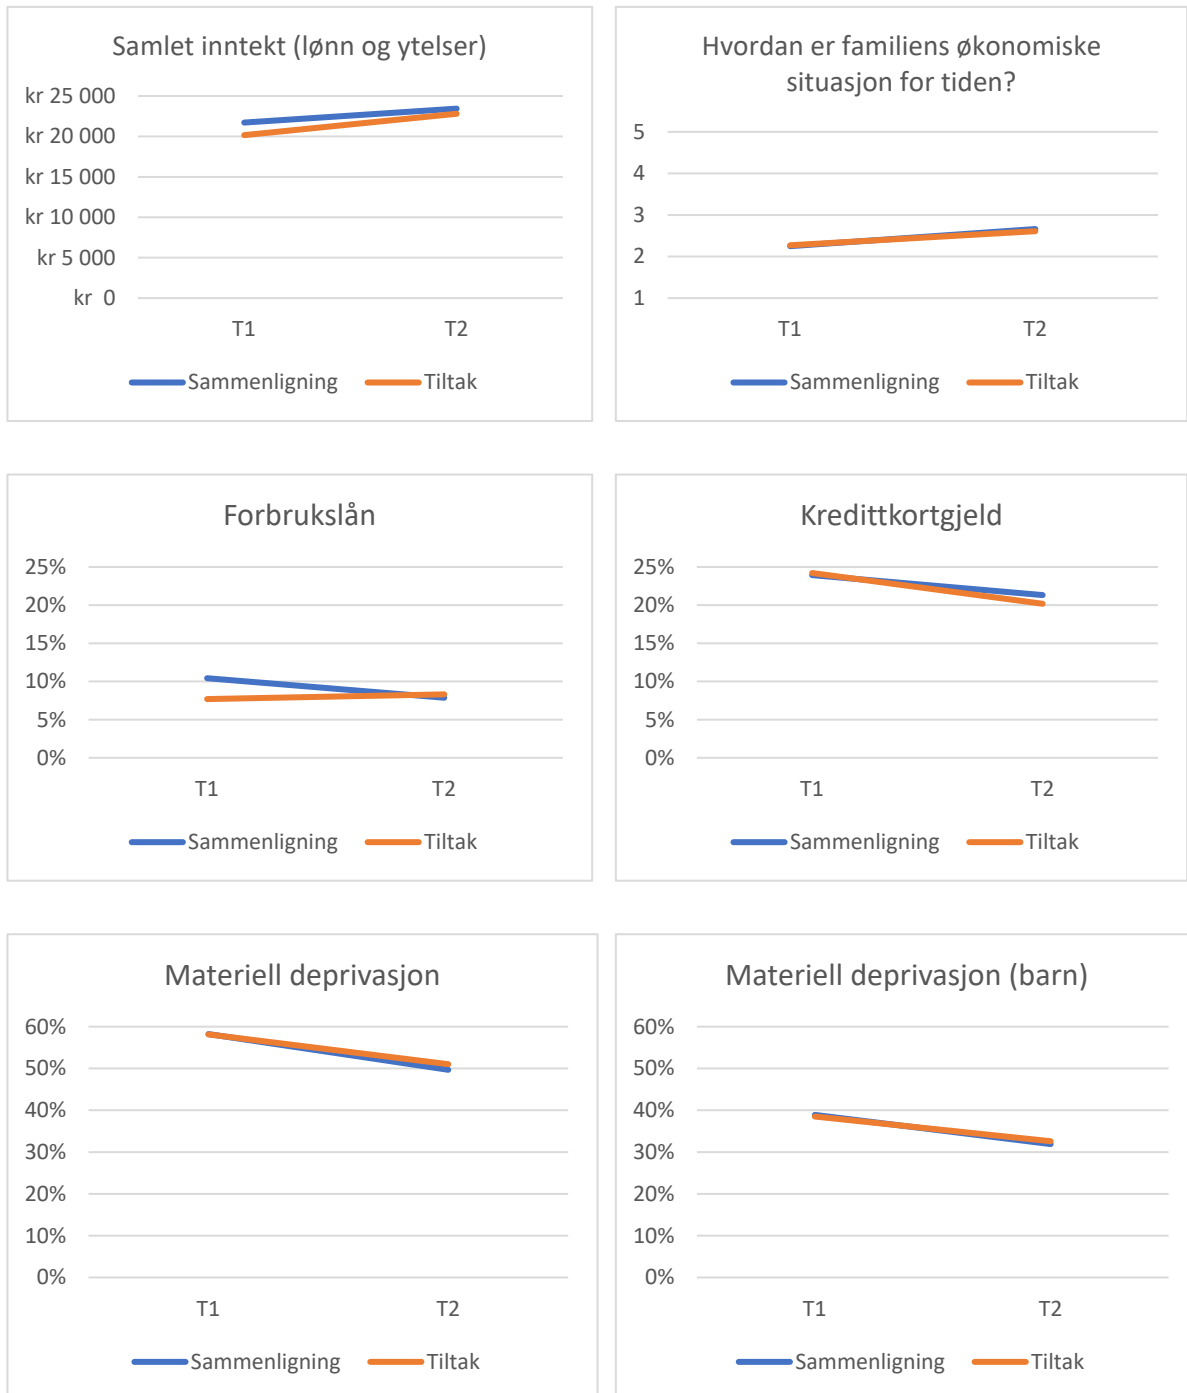 Samlet inntekt (lønn og ytelser)
kr 25 000
kr 20 000
kr 15 000
kr 10 000
kr 5 000
kr 0
T1 T2
Sammenligning Tiltak
Hvordan er familiens økonomiske
situasjon for tiden?
5
4
3
2
1
T1 T2
Sammenligning Tiltak
Forbrukslån
25%
20%
15%
10%
5%
0%
T1 T2
Sammenligning Tiltak
Kredittkortgjeld
25%
20%
15%
10%
5%
0%
T1 T2
Sammenligning Tiltak
Materiell deprivasjon
60%
50%
40%
30%
20%
10%
0%
T1 T2
Sammenligning Tiltak
Materiell deprivasjon (barn)
60%
50%
40%
30%
20%
10%
0%
T1 T2
Sammenligning Tiltak